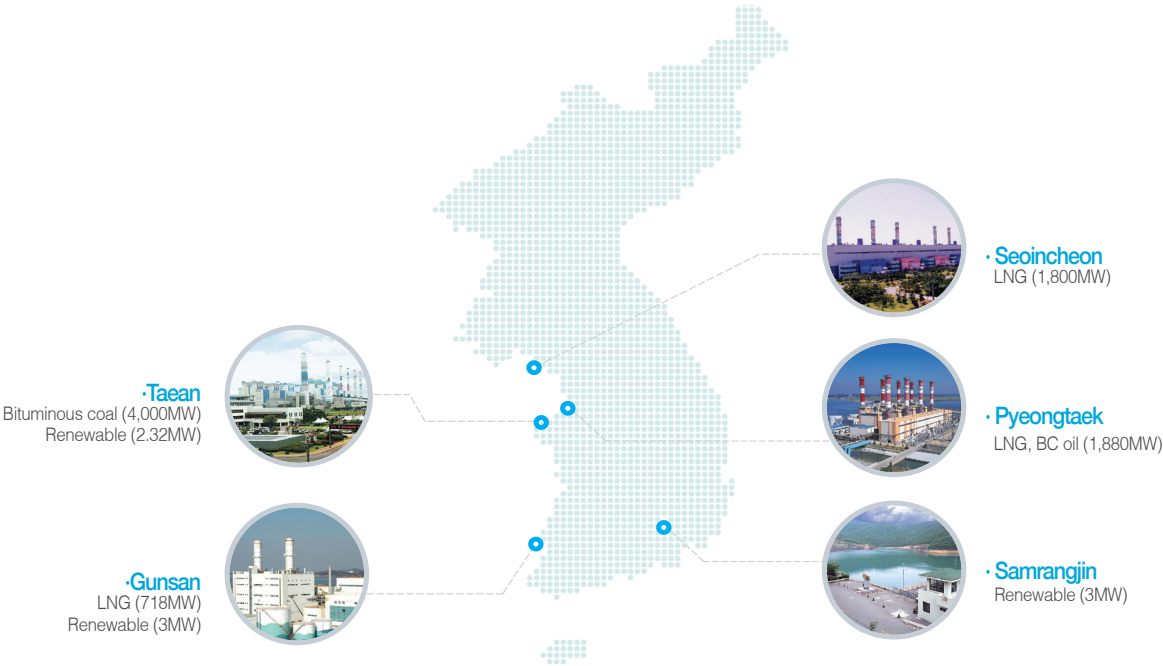 ·Taean
Bituminous coal (4,000MW)
Renewable (2.32MW)
·Gunsan
LNG (718MW)
Renewable (3MW)
· Seoincheon
LNG (1,800MW)
· Pyeongtaek
LNG, BC oil (1,880MW)
· Samrangjin
Renewable (3MW)